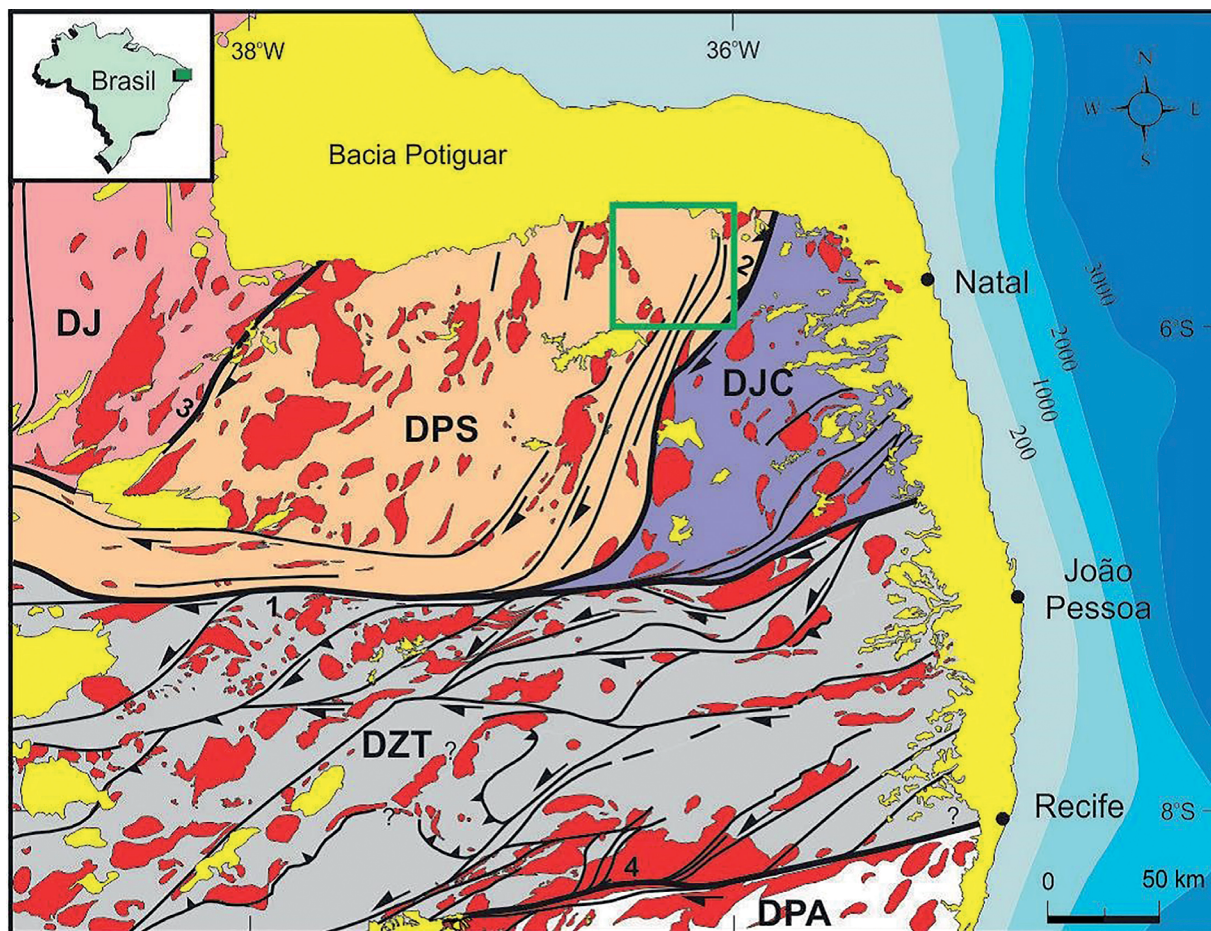 38°W
36°W
Brasil
N
W
E
S
Bacia Potiguar
2
Natal
3000
6°S
DJ
2000
DJC
3
1000
DPS
200
João
Pessoa
1
DZT
?
?
?
Recife
8°S
4
0
50 km
DPA